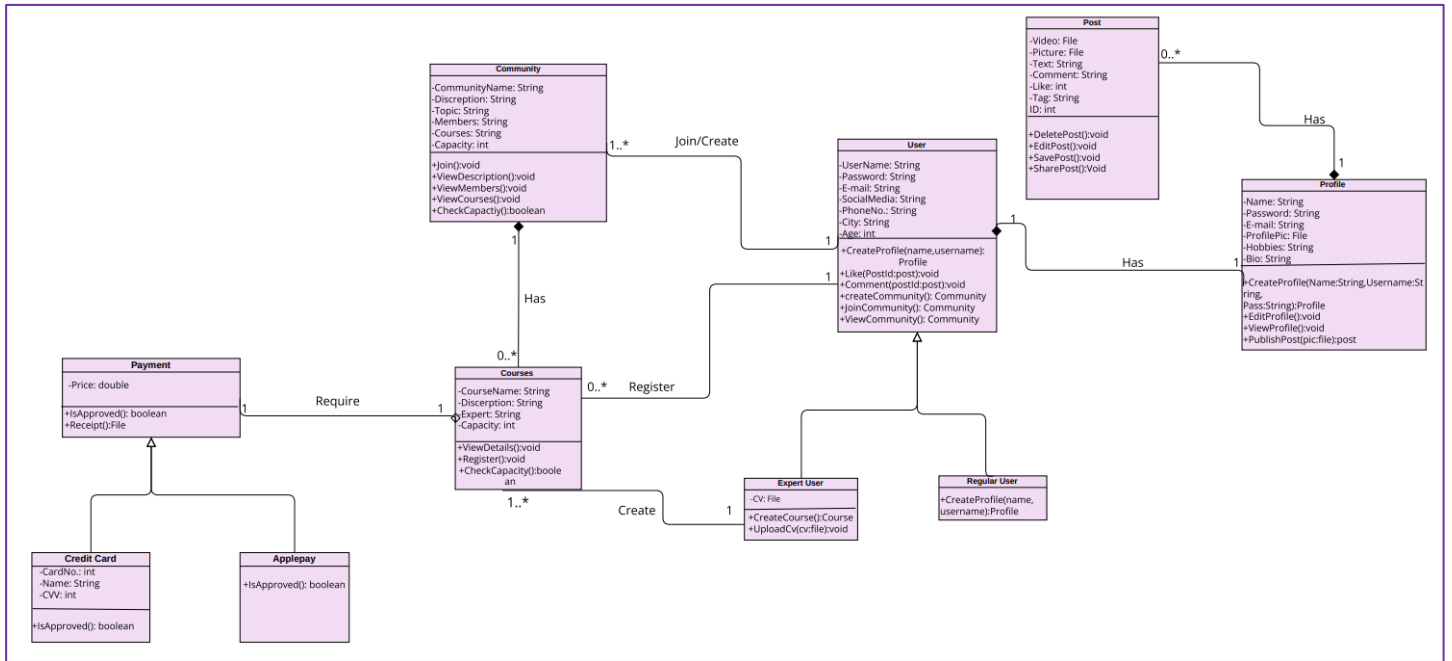 Post
-Video: File
-Picture: File
-Text: String
-Comment: String
-Like: int
-Tag: String
ID: int
+DeletePost():void
+EditPost():void
+SavePost():void
+SharePost():Void
0..*
Has
1
Community
-CommunityName: String
-Discreption: String
-Topic: String
-Members: String
-Courses: String
-Capacity: int
+Join():void
+ViewDescription():void
+ViewMembers():void
+ViewCourses():void
+CheckCapactiy():boolean
1..*
Join/Create
1
User
-UserName: String
-Password: String
-E-mail: String
-SocialMedia: String
-PhoneNo.: String
-City: String
-Age: int
+CreateProfile(name,username):
Profile
+Like(PostId:post):void
+Comment(postId:post):void
+createCommunity(): Community
+JoinCommunity(): Community
+ViewCommunity(): Community
1
Has
1
Profile
-Name: String
-Password: String
-E-mail: String
-ProfilePic: File
-Hobbies: String
-Bio: String
+CreateProfile(Name:String,Username:St
ring,
Pass:String):Profile
+EditProfile():void
+ViewProfile():void
+PublishPost(pic:file):post
1
Has
0..*
1
Register
0..*
Payment
-Price: double
+IsApproved(): boolean
+Receipt():File
1
Require
1
Courses
-CourseName: String
-Discerption: String
-Expert: String
-Capacity: int
+ViewDetails():void
+Register():void
+CheckCapacity():boole
an
1..*
Create
1
Expert User
-CV: File
+CreateCourse():Course
+UploadCv(cv:file):void
Regular User
+CreateProfile(name,
username):Profile
Credit Card
-CardNo.: int
-Name: String
-CVV: int
+IsApproved(): boolean
Applepay
+IsApproved(): boolean